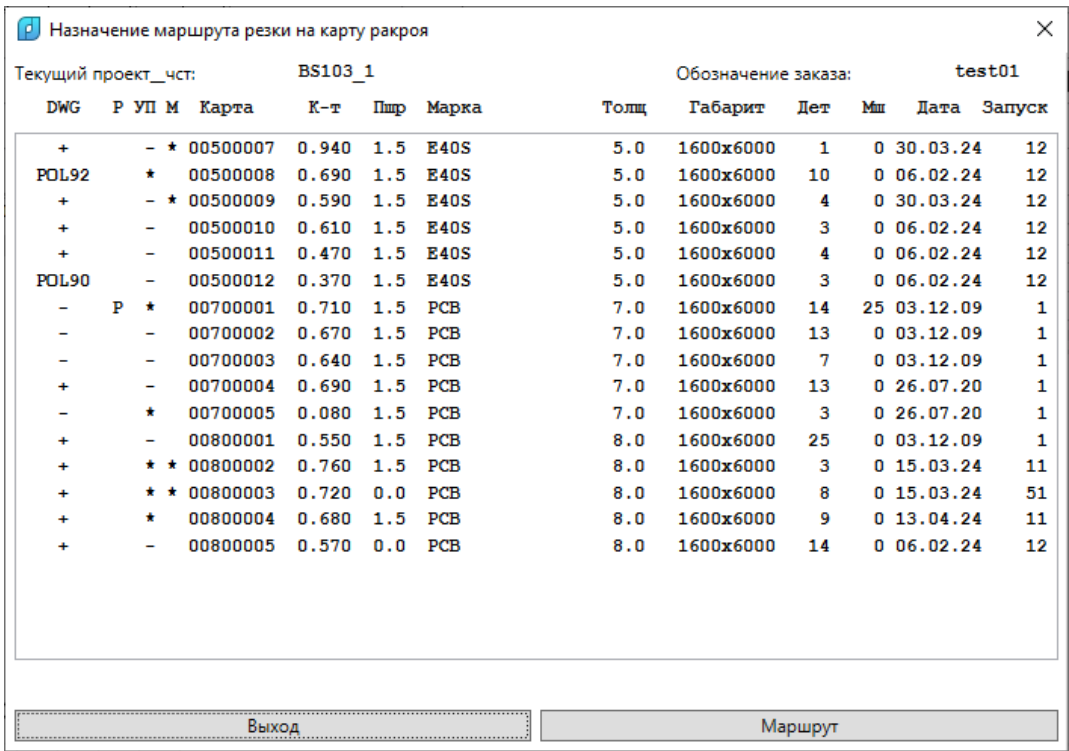 Назначение маршрута резки на карту ракроя
Текущий проект_чст: BS103_1 Обозначение заказа: test01
DWG Р УП М Карта К-т Пшр Марка Толщ Габарит Дет Мш Дата Запуск
+ - * 00500007 0.940 1.5 E40S 5.0 1600x6000 1 0 30.03.24 12
POL92 * 00500008 0.690 1.5 E40S 5.0 1600x6000 10 0 06.02.24 12
+ - * 00500009 0.590 1.5 E40S 5.0 1600x6000 4 0 30.03.24 12
+ - 00500010 0.610 1.5 E40S 5.0 1600x6000 3 0 06.02.24 12
+ - 00500011 0.470 1.5 E40S 5.0 1600x6000 4 0 06.02.24 12
POL90 - 00500012 0.370 1.5 E40S 5.0 1600x6000 3 0 06.02.24 12
- Р * 00700001 0.710 1.5 PCB 7.0 1600x6000 14 25 03.12.09 1
- - 00700002 0.670 1.5 PCB 7.0 1600x6000 13 0 03.12.09 1
- - 00700003 0.640 1.5 PCB 7.0 1600x6000 7 0 03.12.09 1
+ - 00700004 0.690 1.5 PCB 7.0 1600x6000 13 0 26.07.20 1
- * 00700005 0.080 1.5 PCB 7.0 1600x6000 3 0 26.07.20 1
+ - 00800001 0.550 1.5 PCB 8.0 1600x6000 25 0 03.12.09 1
+ * * 00800002 0.760 1.5 PCB 8.0 1600x6000 3 0 15.03.24 11
+ * * 00800003 0.720 0.0 PCB 8.0 1600x6000 8 0 15.03.24 51
+ * 00800004 0.680 1.5 PCB 8.0 1600x6000 9 0 13.04.24 11
+ - 00800005 0.570 0.0 PCB 8.0 1600x6000 14 0 06.02.24 12
Выход Маршрут